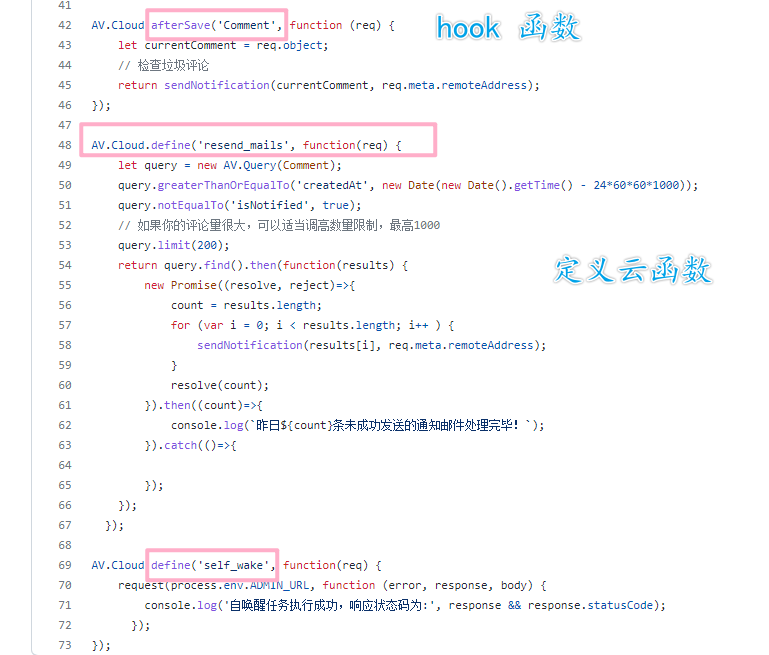 41
42 AV.Cloud.afterSave('Comment', function (req) { hook 函数
43 let currentComment = req.object;
44 // 检查垃圾评论
45 return sendNotification(currentComment, req.meta.remoteAddress);
46 });
47
48 AV.Cloud.define('resend_mails', function(req) {
49 let query = new AV.Query(Comment);
50 query.greaterThanOrEqualTo('createdAt', new Date(new Date().getTime() - 24*60*60*1000));
51 query.notEqualTo('isNotified', true);
52 // 如果你的评论量很大，可以适当调高数量限制，最高1000
53 query.limit(200);
54 return query.find().then(function(results) { 定义云函数
55 new Promise((resolve, reject)=>{
56 count = results.length;
57 for (var i = 0; i < results.length; i++ ) {
58 sendNotification(results[i], req.meta.remoteAddress);
59 }
60 resolve(count);
61 }).then((count)=>{
62 console.log(`昨日${count}条未成功发送的通知邮件处理完毕！`);
63 }).catch(()=>{
64
65 });
66 });
67 });
68
69 AV.Cloud.define('self_wake', function(req) {
70 request(process.env.ADMIN_URL, function (error, response, body) {
71 console.log('自唤醒任务执行成功，响应状态码为:', response && response.statusCode);
72 });
73 });